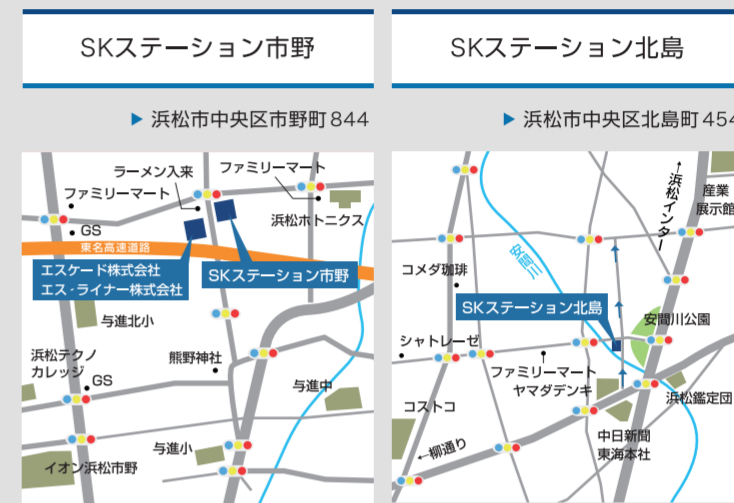 SKステーション市野
▶ 浜松市中央区市野町844
ラーメン入来
ファミリーマート
ファミリーマート
GS
浜松ホトニクス
東名高速道路
エスケード株式会社
エス・ライナー株式会社
SKステーション市野
与進北小
浜松テクノ
カレッジ
GS
熊野神社
与進中
与進小
イオン浜松市野
SKステーション北島
▶ 浜松市中央区北島町454
←浜松インター
産業
展示館
安間川
コメダ珈琲
SKステーション北島
安間川公園
シャトレーゼ
ファミリーマート
ヤマダデンキ
浜松鑑定団
コストコ
中日新聞
東海本社
←柳通り